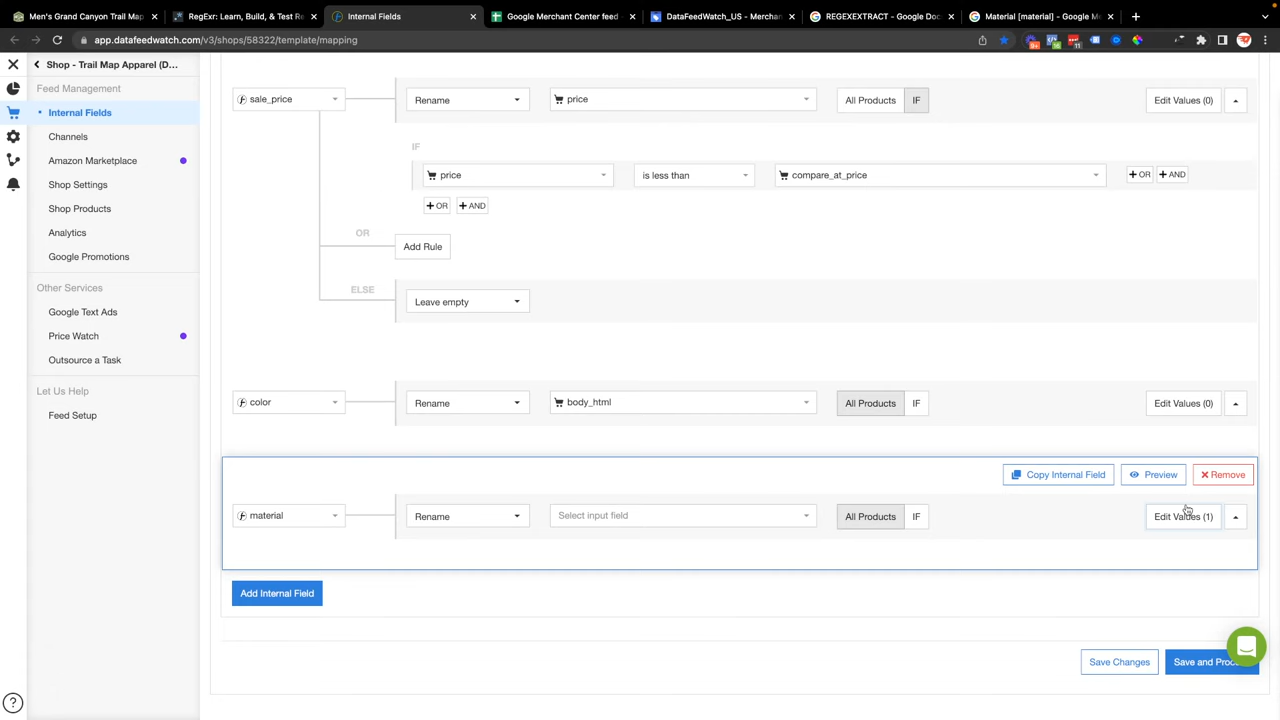 Men's Grand Canyon Trail Map
RegExr: Learn, Build, & Test Re
Internal Fields
Google Merchant Center feed
DataFeedWatch_US - Merchan
REGEXEXTRACT - Google Doc
Material [material] - Google M
app.datafeedwatch.com/v3/shops/58322/template/mapping
Shop - Trail Map Apparel (D...
Feed Management
Internal Fields
Channels
Amazon Marketplace
Shop Settings
Shop Products
Analytics
Google Promotions
Other Services
Google Text Ads
Price Watch
Outsource a Task
Let Us Help
Feed Setup
sale_price
Rename
price
All Products
IF
Edit Values (0)
IF
price
is less than
compare_at_price
+ OR
+ AND
+ OR
+ AND
OR
Add Rule
ELSE
Leave empty
color
Rename
body_html
All Products
IF
Edit Values (0)
Copy Internal Field
Preview
Remove
material
Rename
Select input field
All Products
IF
Edit Values (1)
Add Internal Field
Save Changes
Save and Proc